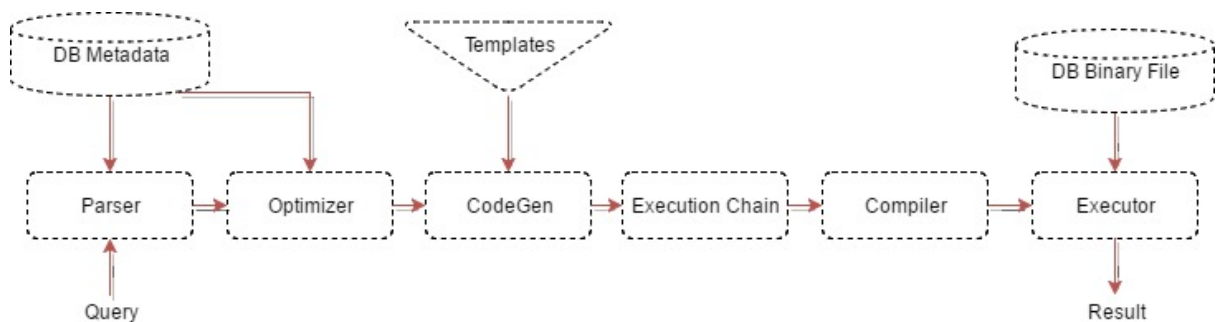 DB Metadata
Templates
DB Binary File
Parser
Optimizer
CodeGen
Execution Chain
Compiler
Executor
Query
Result